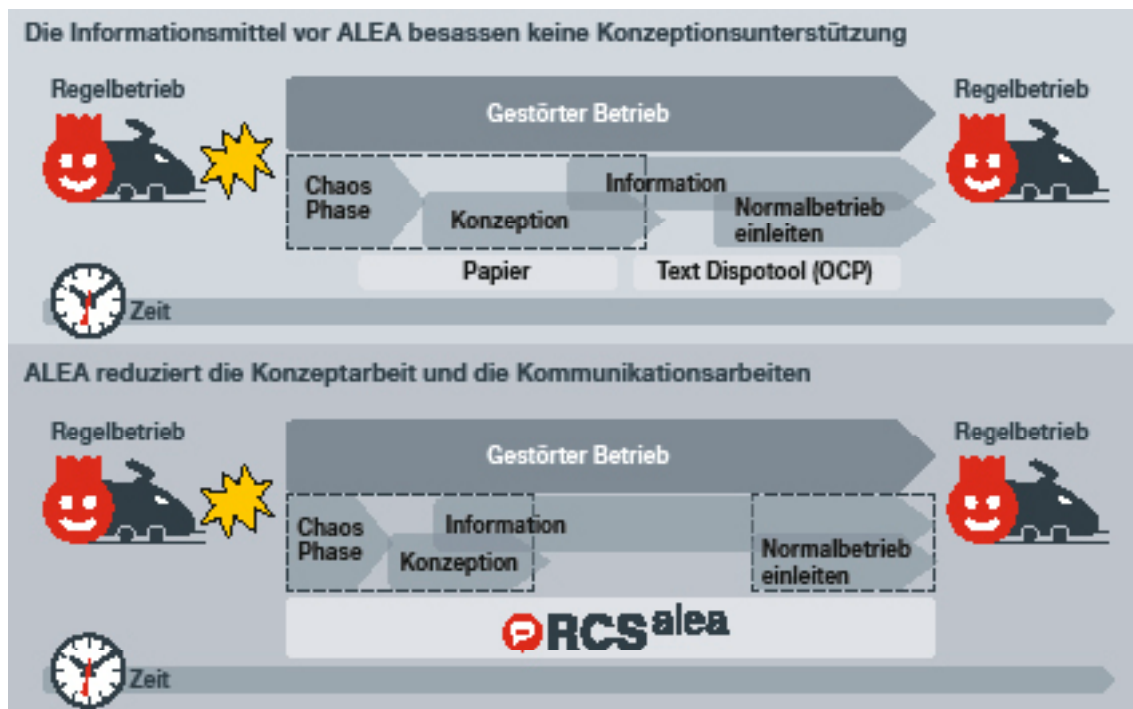 Die Informationsmittel vor ALEA besassen keine Konzeptionsunterstützung
Regelbetrieb
Gestörter Betrieb
Regelbetrieb
Chaos
Phase
Information
Konzeption
Normalbetrieb
einleiten
Papier
Text Dispotool (OCP)
Zeit
ALEA reduziert die Konzeptarbeit und die Kommunikationsarbeiten
Regelbetrieb
Gestörter Betrieb
Regelbetrieb
Chaos
Phase
Information
Konzeption
Normalbetrieb
einleiten
RCS alea
Zeit